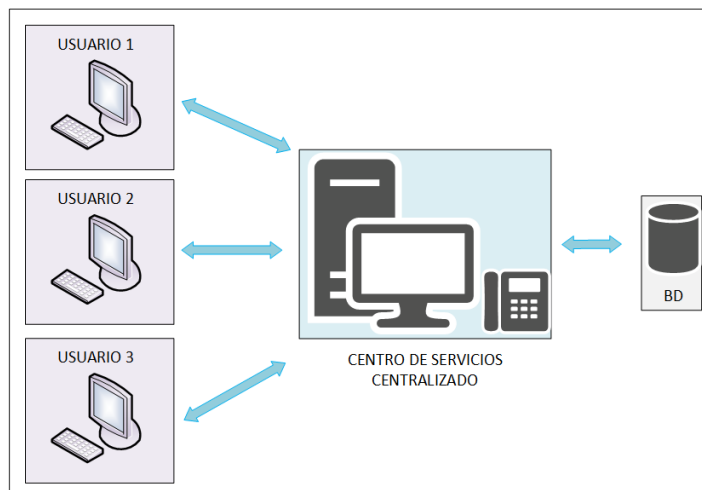 USUARIO 1
USUARIO 2
USUARIO 3
CENTRO DE SERVICIOS
CENTRALIZADO
BD